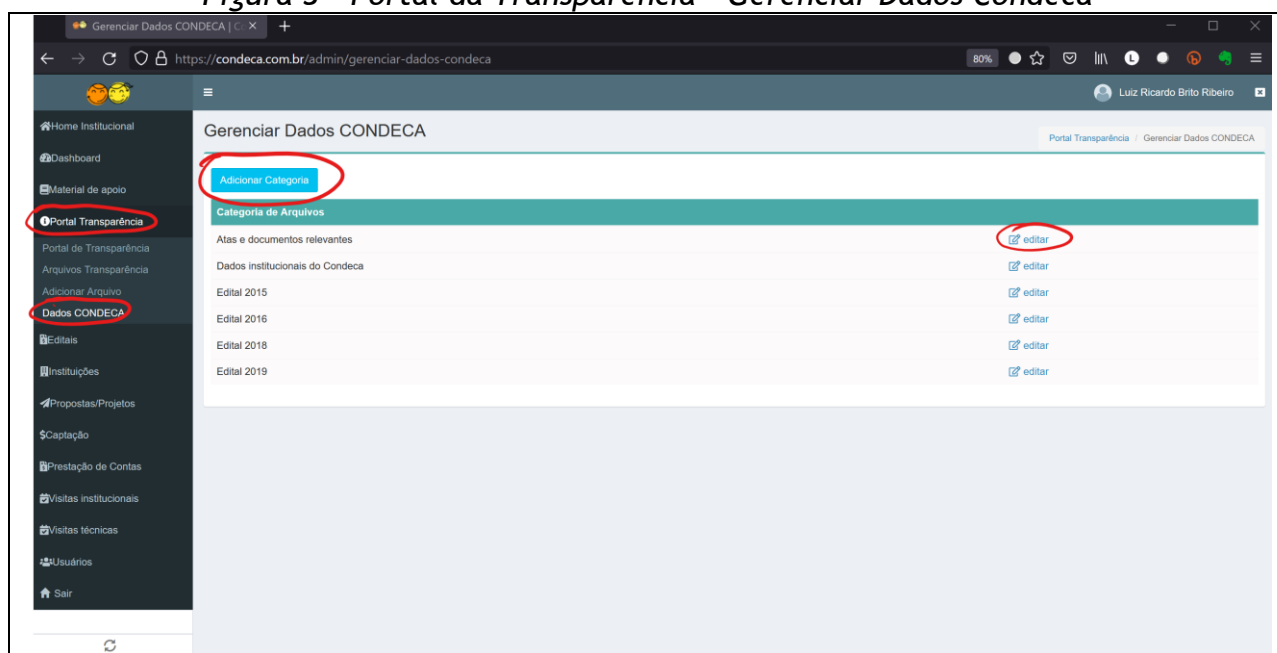 Figura 3 - Portal da Transparência - Gerenciar Dados Condeca
Gerenciar Dados CONDECA | Co
https://condeca.com.br/admin/gerenciar-dados-condeca
80%
Luiz Ricardo Brito Ribeiro
Home Institucional
Dashboard
Material de apoio
Portal Transparência
Portal de Transparência
Arquivos Transparência
Adicionar Arquivo
Dados CONDECA
Editais
Instituições
Propostas/Projetos
$Captação
Prestação de Contas
Visitas institucionais
Visitas técnicas
Usuários
Sair
Gerenciar Dados CONDECA
Portal Transparência / Gerenciar Dados CONDECA
Adicionar Categoria
Categoria de Arquivos
Atas e documentos relevantes editar
Dados institucionais do Condeca editar
Edital 2015 editar
Edital 2016 editar
Edital 2018 editar
Edital 2019 editar